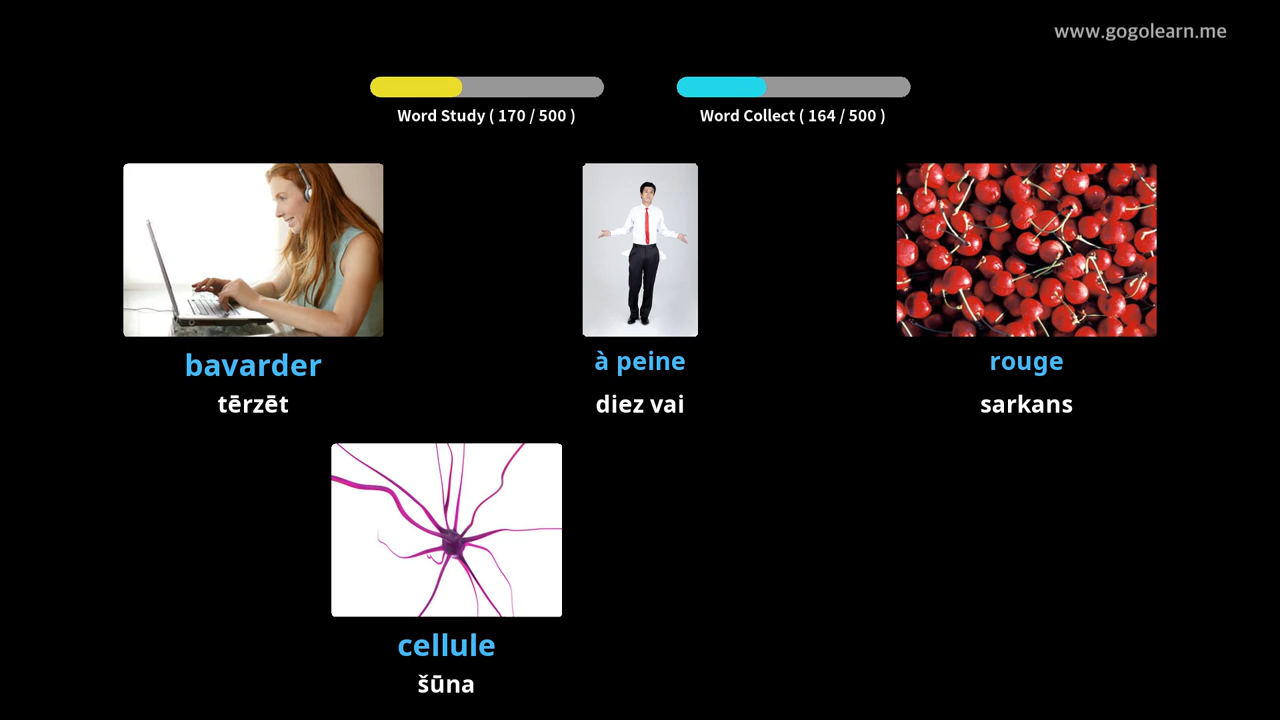 www.gogolearn.me
Word Study ( 170 / 500 )
Word Collect ( 164 / 500 )
bavarder
tērzēt
à peine
diez vai
rouge
sarkans
cellule
šūna